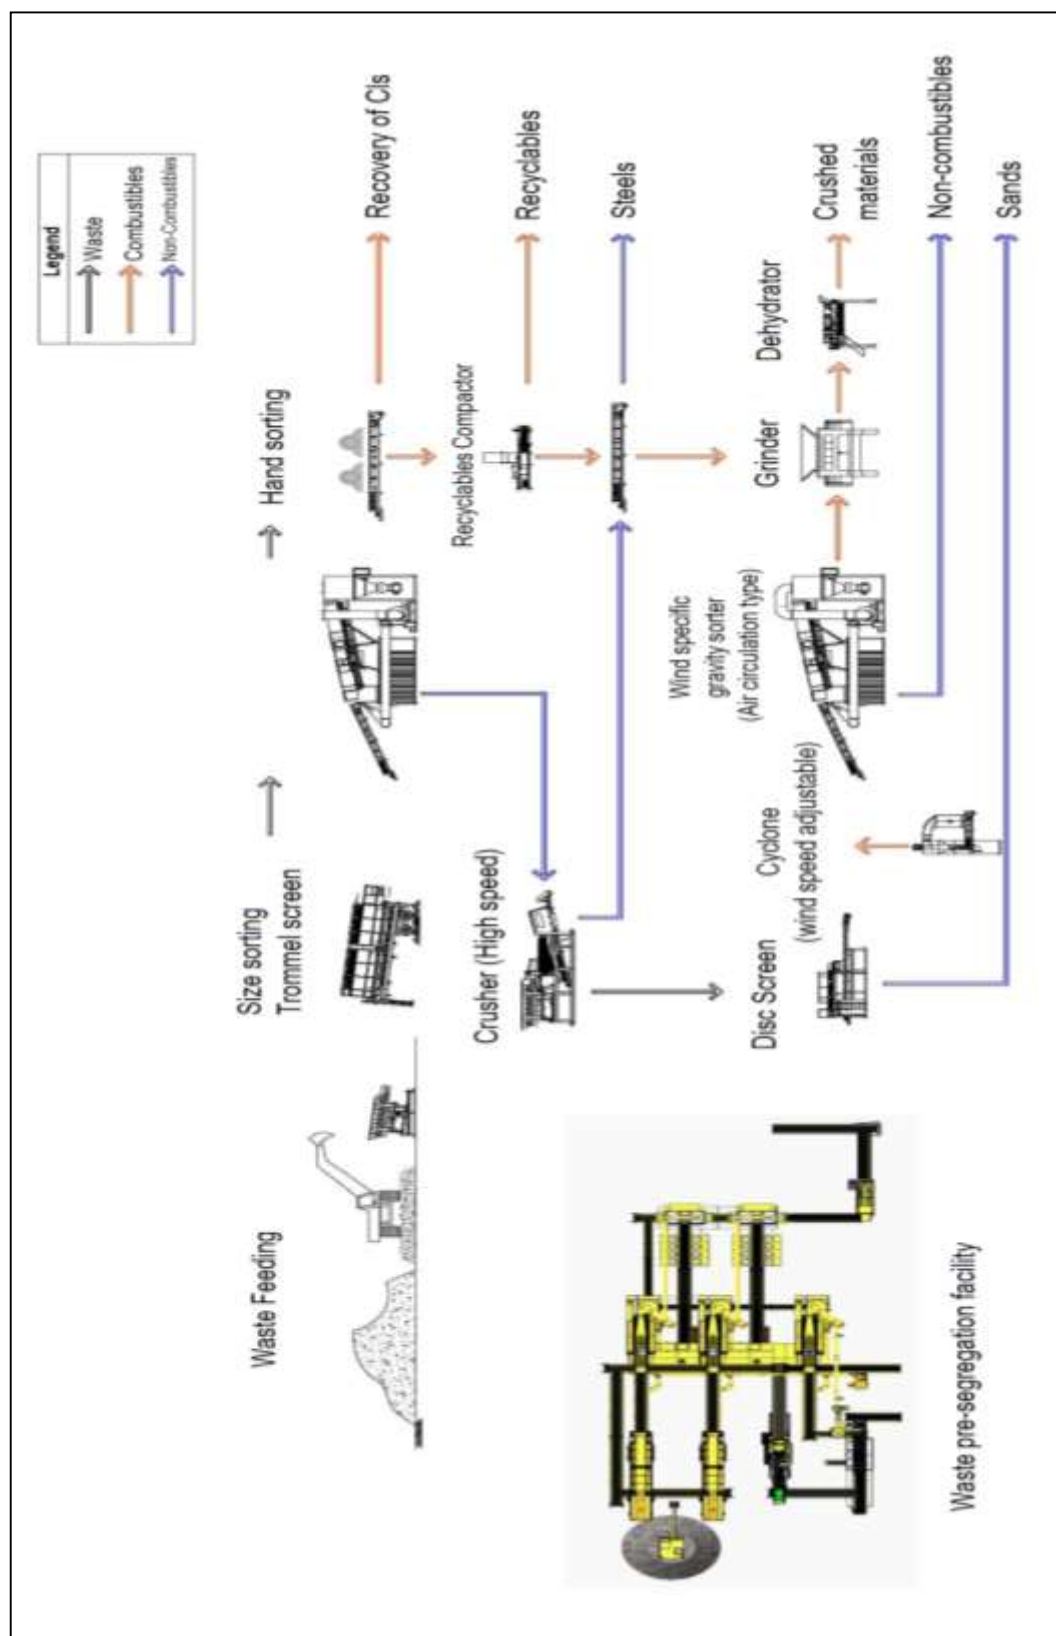 Legend
Waste
Combustibles
Non-Combustibles
Waste Feeding
Size sorting
Trommel screen
Hand sorting
Recovery of CIs
Recyclables Compactor
Recyclables
Crusher (High speed)
Steels
Wind specific
gravity sorter
(Air circulation type)
Disc Screen
Cyclone
(wind speed adjustable)
Grinder
Dehydrator
Crushed
materials
Non-combustibles
Sands
Waste pre-segregation facility